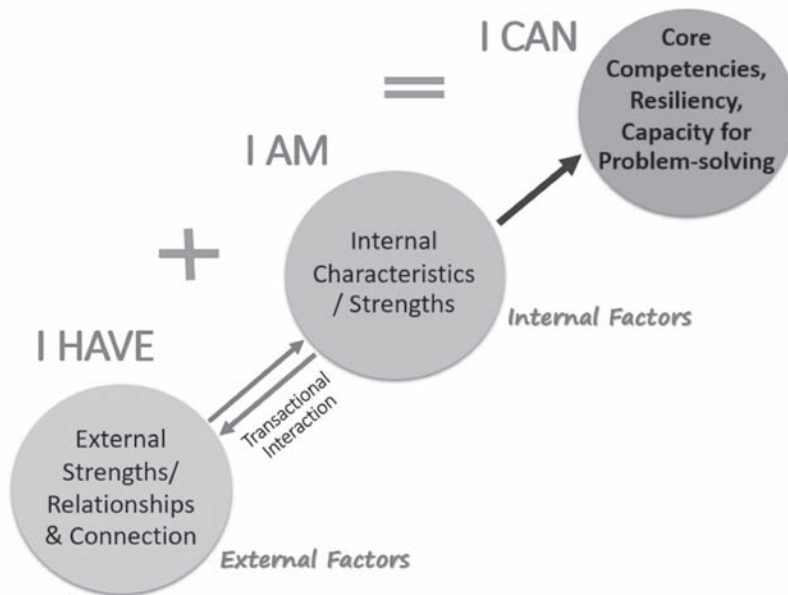 I CAN
Core
Competencies,
Resiliency,
Capacity for
Problem-solving
=
I AM
Internal
Characteristics
/ Strengths
Internal Factors
+
I HAVE
External
Strengths/
Relationships
& Connection
External Factors
Transactional
Interaction